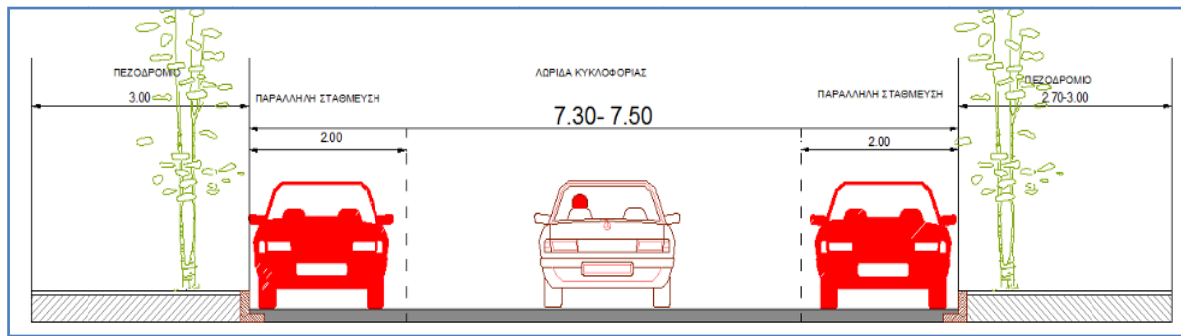 ΠΕΖΟΔΡΟΜΙΟ
3.00
ΠΑΡΑΛΛΗΛΗ ΣΤΑΘΜΕΥΣΗ
2.00
ΛΩΡΙΔΑ ΚΥΚΛΟΦΟΡΙΑΣ
7.30- 7.50
ΠΑΡΑΛΛΗΛΗ ΣΤΑΘΜΕΥΣΗ
2.00
ΠΕΖΟΔΡΟΜΙΟ
2.70-3.00